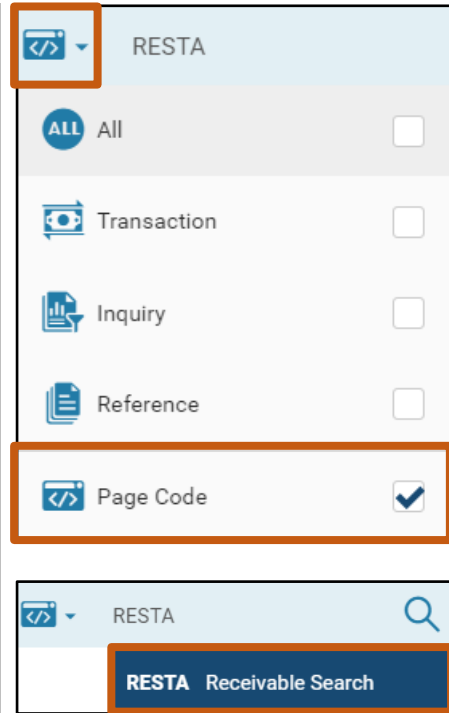 </> RESTA
ALL All
Transaction
Inquiry
Reference
</> Page Code
</> RESTA
RESTA Receivable Search